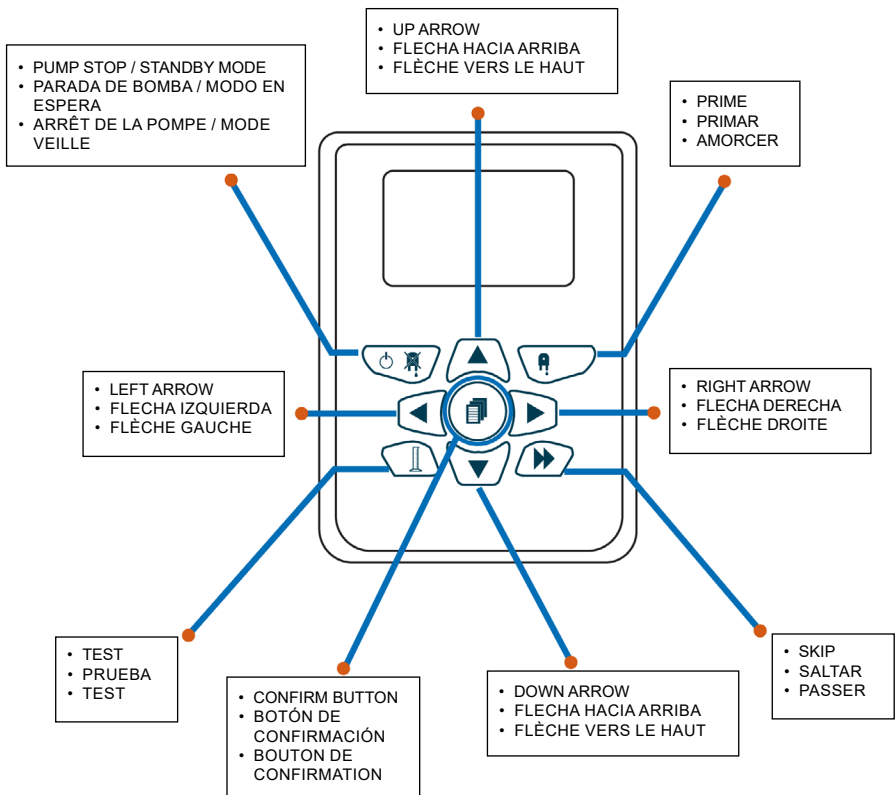 • UP ARROW
• FLECHA HACIA ARRIBA
• FLÈCHE VERS LE HAUT
• PUMP STOP / STANDBY MODE
• PARADA DE BOMBA / MODO EN
ESPERA
• ARRÊT DE LA POMPE / MODE
VEILLE
• PRIME
• PRIMAR
• AMORCER
• LEFT ARROW
• FLECHA IZQUIERDA
• FLÈCHE GAUCHE
• RIGHT ARROW
• FLECHA DERECHA
• FLÈCHE DROITE
• TEST
• PRUEBA
• TEST
• CONFIRM BUTTON
• BOTÓN DE
CONFIRMACIÓN
• BOUTON DE
CONFIRMATION
• DOWN ARROW
• FLECHA HACIA ARRIBA
• FLÈCHE VERS LE HAUT
• SKIP
• SALTAR
• PASSER